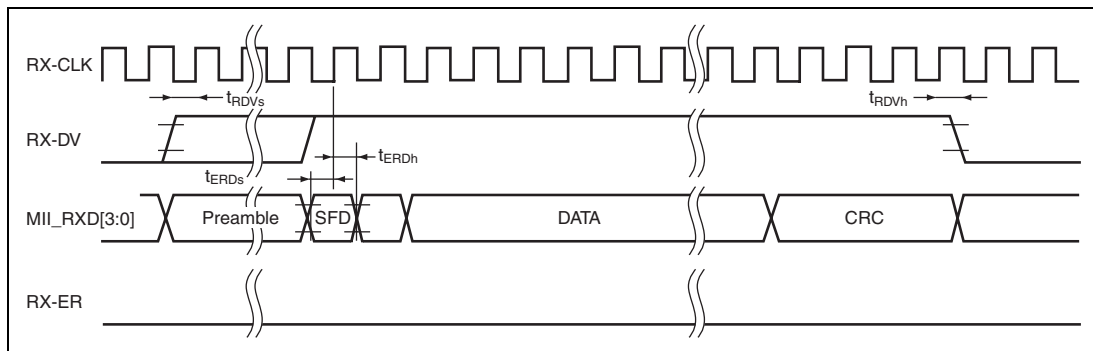 RX-CLK
tRDVs
tRDVh
RX-DV
tERDh
tERDs
MII_RXD[3:0]
Preamble
SFD
DATA
CRC
RX-ER